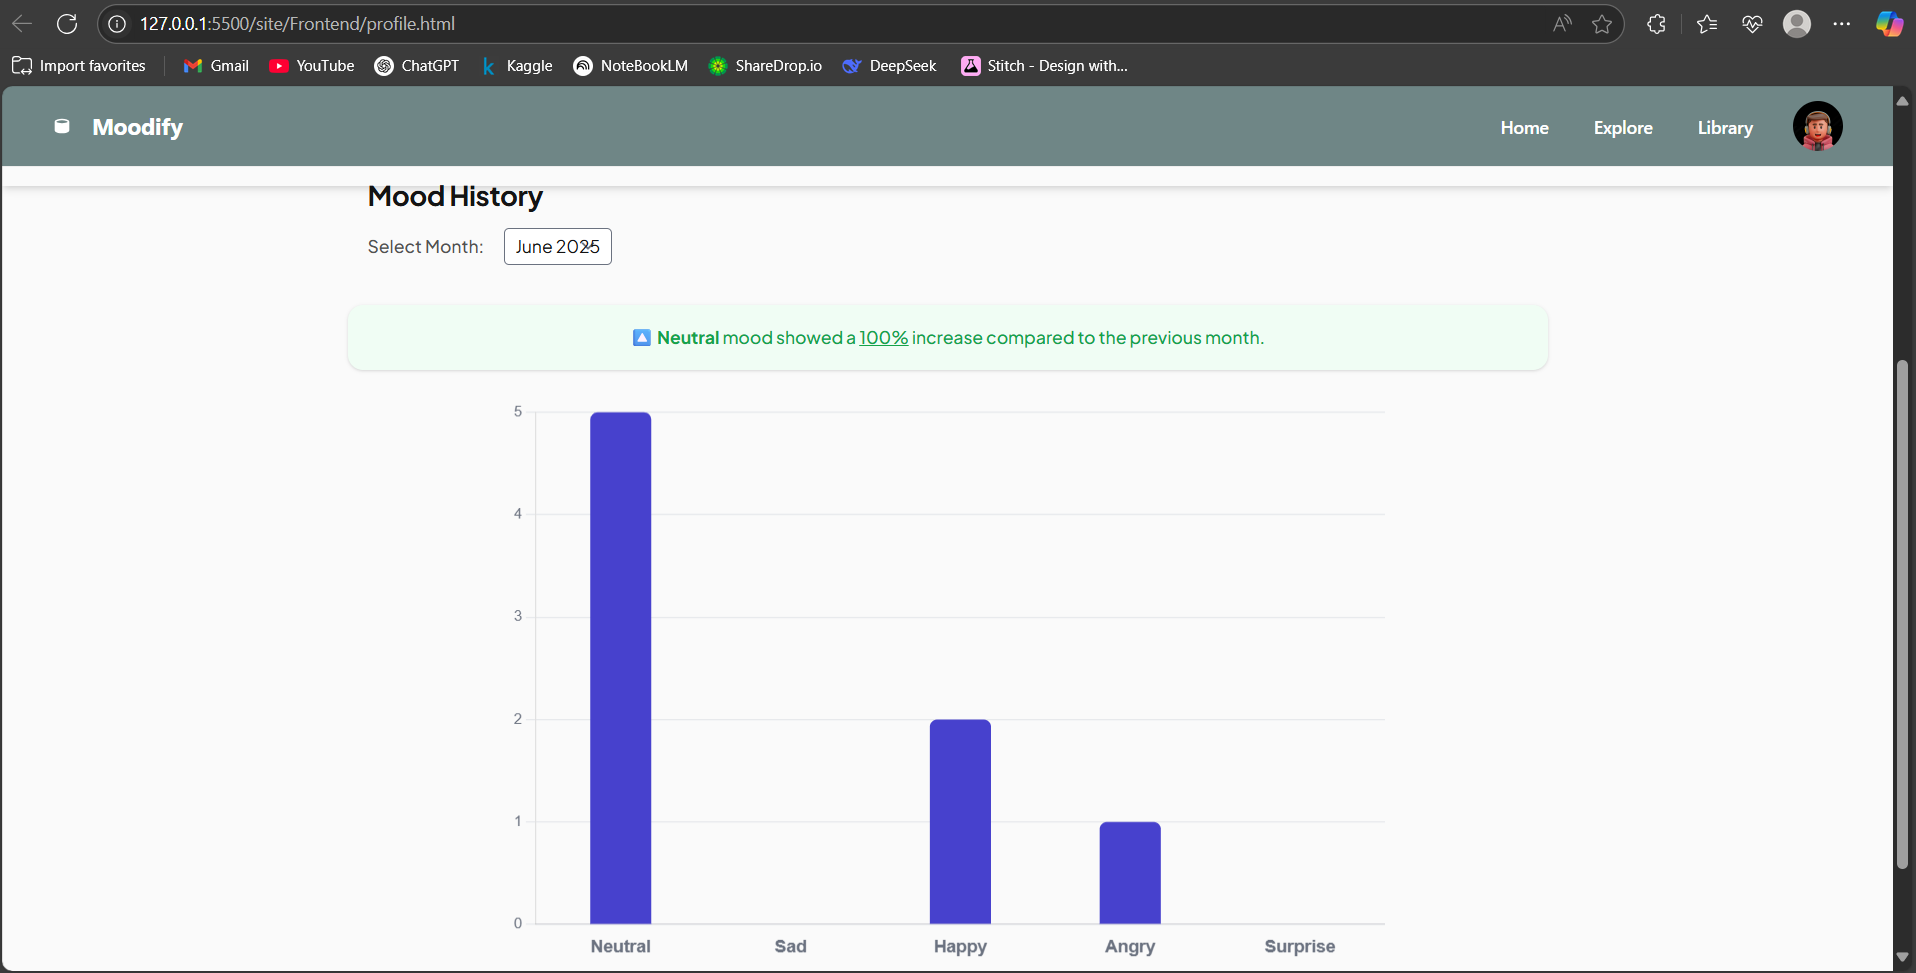 127.0.0.1:5500/site/Frontend/profile.html
Import favorites Gmail YouTube ChatGPT Kaggle NoteBookLM ShareDrop.io DeepSeek Stitch - Design with...
Moodify Home Explore Library
Mood History
Select Month: June 2025
Neutral mood showed a 100% increase compared to the previous month.
5
4
3
2
1
0
Neutral Sad Happy Angry Surprise